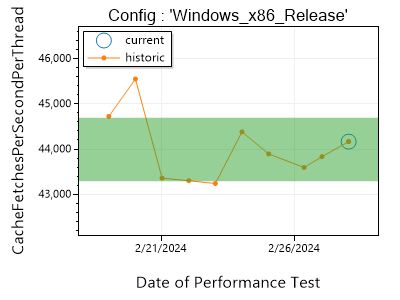 Config : 'Windows_x86_Release'
CacheFetchesPerSecondPerThread
current
historic
46,000
45,000
44,000
43,000
2/21/2024
2/26/2024
Date of Performance Test